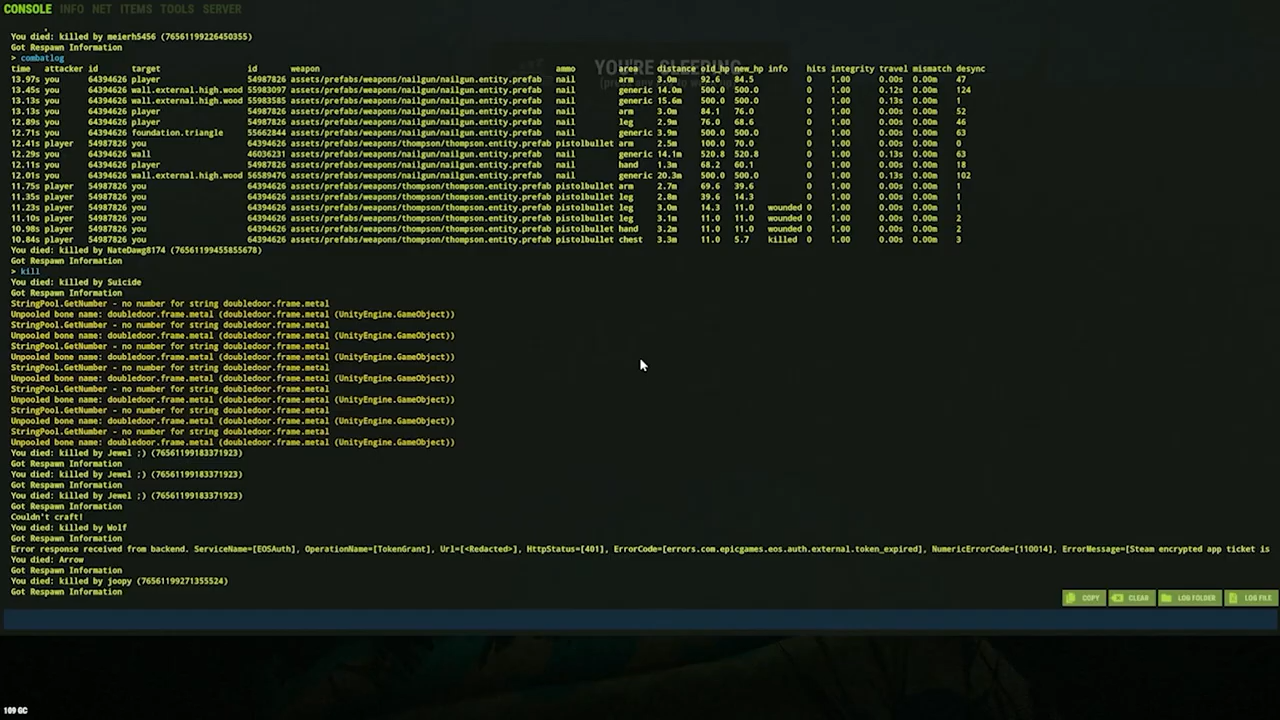 CONSOLE INFO NET ITEMS TOOLS SERVER
You died: killed by meierh5456 (76561199226450355)
Got Respawn Information
> combatlog
YOU'RE SLEEPING
time attacker id target id weapon ammo area distance old_hp new_hp info hits integrity travel mismatch desync
13.97s you 64394626 player 54987826 assets/prefabs/weapons/nailgun/nailgun.entity.prefab nail arm 3.0m 92.6 84.5 0 1.00 0.00s 0.00m 47
13.45s you 64394626 wall.external.high.wood 55983097 assets/prefabs/weapons/nailgun/nailgun.entity.prefab nail generic 14.0m 500.0 500.0 0 1.00 0.12s 0.00m 124
13.13s you 64394626 wall.external.high.wood 55983585 assets/prefabs/weapons/nailgun/nailgun.entity.prefab nail generic 15.6m 500.0 500.0 0 1.00 0.13s 0.00m 1
13.13s you 64394626 player 54987826 assets/prefabs/weapons/nailgun/nailgun.entity.prefab nail arm 3.0m 84.1 76.0 0 1.00 0.00s 0.00m 52
12.89s you 64394626 player 54987826 assets/prefabs/weapons/nailgun/nailgun.entity.prefab nail leg 2.9m 76.0 68.6 0 1.00 0.00s 0.00m 46
12.71s you 64394626 foundation.triangle 55662844 assets/prefabs/weapons/nailgun/nailgun.entity.prefab nail generic 3.9m 500.0 500.0 0 1.00 0.00s 0.00m 63
12.41s player 54987826 you 64394626 assets/prefabs/weapons/thompson/thompson.entity.prefab pistolbullet arm 2.5m 100.0 70.0 0 1.00 0.00s 0.00m 0
12.29s you 64394626 wall 46036231 assets/prefabs/weapons/nailgun/nailgun.entity.prefab nail generic 14.1m 520.8 520.8 0 1.00 0.13s 0.00m 63
12.11s you 64394626 player 54987826 assets/prefabs/weapons/nailgun/nailgun.entity.prefab nail hand 1.3m 68.2 60.1 0 1.00 0.00s 0.00m 18
12.01s you 64394626 wall.external.high.wood 56589476 assets/prefabs/weapons/nailgun/nailgun.entity.prefab nail generic 20.3m 500.0 500.0 0 1.00 0.13s 0.00m 102
11.75s player 54987826 you 64394626 assets/prefabs/weapons/thompson/thompson.entity.prefab pistolbullet arm 2.7m 69.6 39.6 0 1.00 0.00s 0.00m 1
11.35s player 54987826 you 64394626 assets/prefabs/weapons/thompson/thompson.entity.prefab pistolbullet leg 2.8m 39.6 14.3 0 1.00 0.00s 0.00m 1
11.23s player 54987826 you 64394626 assets/prefabs/weapons/thompson/thompson.entity.prefab pistolbullet leg 3.0m 14.3 11.0 wounded 0 1.00 0.00s 0.00m 1
11.10s player 54987826 you 64394626 assets/prefabs/weapons/thompson/thompson.entity.prefab pistolbullet leg 3.1m 11.0 11.0 wounded 0 1.00 0.00s 0.00m 2
10.98s player 54987826 you 64394626 assets/prefabs/weapons/thompson/thompson.entity.prefab pistolbullet hand 3.2m 11.0 11.0 wounded 0 1.00 0.00s 0.00m 2
10.84s player 54987826 you 64394626 assets/prefabs/weapons/thompson/thompson.entity.prefab pistolbullet chest 3.3m 11.0 5.7 killed 0 1.00 0.00s 0.00m 3
You died: killed by NateDawg8174 (76561199455855678)
Got Respawn Information
> kill
You died: killed by Suicide
Got Respawn Information
StringPool.GetNumber - no number for string doubledoor.frame.metal
Unpooled bone name: doubledoor.frame.metal (doubledoor.frame.metal (UnityEngine.GameObject))
StringPool.GetNumber - no number for string doubledoor.frame.metal
Unpooled bone name: doubledoor.frame.metal (doubledoor.frame.metal (UnityEngine.GameObject))
StringPool.GetNumber - no number for string doubledoor.frame.metal
Unpooled bone name: doubledoor.frame.metal (doubledoor.frame.metal (UnityEngine.GameObject))
StringPool.GetNumber - no number for string doubledoor.frame.metal
Unpooled bone name: doubledoor.frame.metal (doubledoor.frame.metal (UnityEngine.GameObject))
StringPool.GetNumber - no number for string doubledoor.frame.metal
Unpooled bone name: doubledoor.frame.metal (doubledoor.frame.metal (UnityEngine.GameObject))
StringPool.GetNumber - no number for string doubledoor.frame.metal
Unpooled bone name: doubledoor.frame.metal (doubledoor.frame.metal (UnityEngine.GameObject))
StringPool.GetNumber - no number for string doubledoor.frame.metal
Unpooled bone name: doubledoor.frame.metal (doubledoor.frame.metal (UnityEngine.GameObject))
You died: killed by Jewel ;) (76561199183371923)
Got Respawn Information
You died: killed by Jewel ;) (76561199183371923)
Got Respawn Information
You died: killed by Jewel ;) (76561199183371923)
Got Respawn Information
Couldn't craft!
You died: killed by Wolf
Got Respawn Information
Error response received from backend. ServiceName=[EOSAuth], OperationName=[TokenGrant], Url=[<Redacted>], HttpStatus=[401], ErrorCode=[errors.com.epicgames.eos.auth.external.token_expired], NumericErrorCode=[110014], ErrorMessage=[Steam encrypted app ticket is
You died: Arrow
Got Respawn Information
You died: killed by joopy (76561199271355524)
Got Respawn Information
COPY CLEAR LOG FOLDER LOG FILE
109 GC